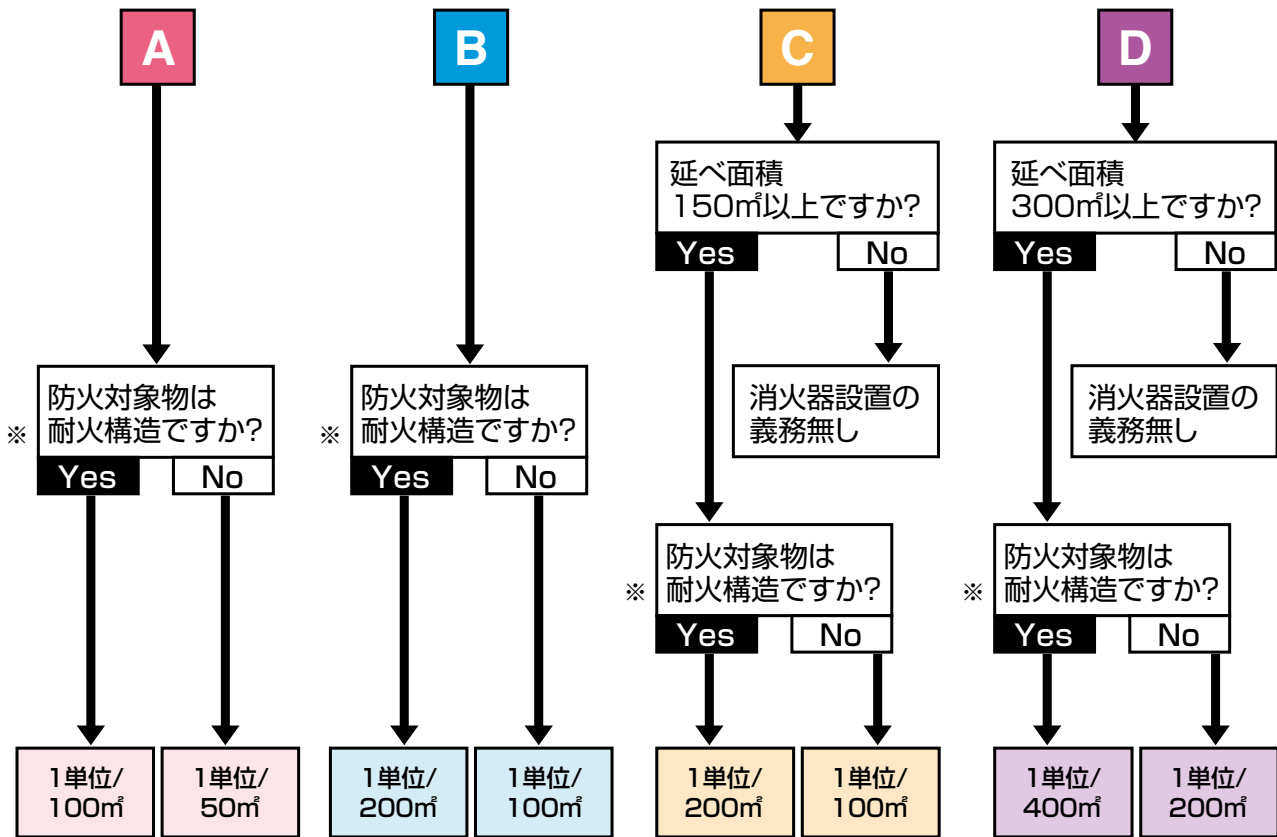 A
B
C
D
延べ面積
150㎡以上ですか?
Yes
No
延べ面積
300㎡以上ですか?
Yes
No
※
防火対象物は
耐火構造ですか?
Yes
No
※
防火対象物は
耐火構造ですか?
Yes
No
消火器設置の
義務無し
消火器設置の
義務無し
※
防火対象物は
耐火構造ですか?
Yes
No
※
防火対象物は
耐火構造ですか?
Yes
No
1単位/
100㎡
1単位/
50㎡
1単位/
200㎡
1単位/
100㎡
1単位/
200㎡
1単位/
100㎡
1単位/
400㎡
1単位/
200㎡